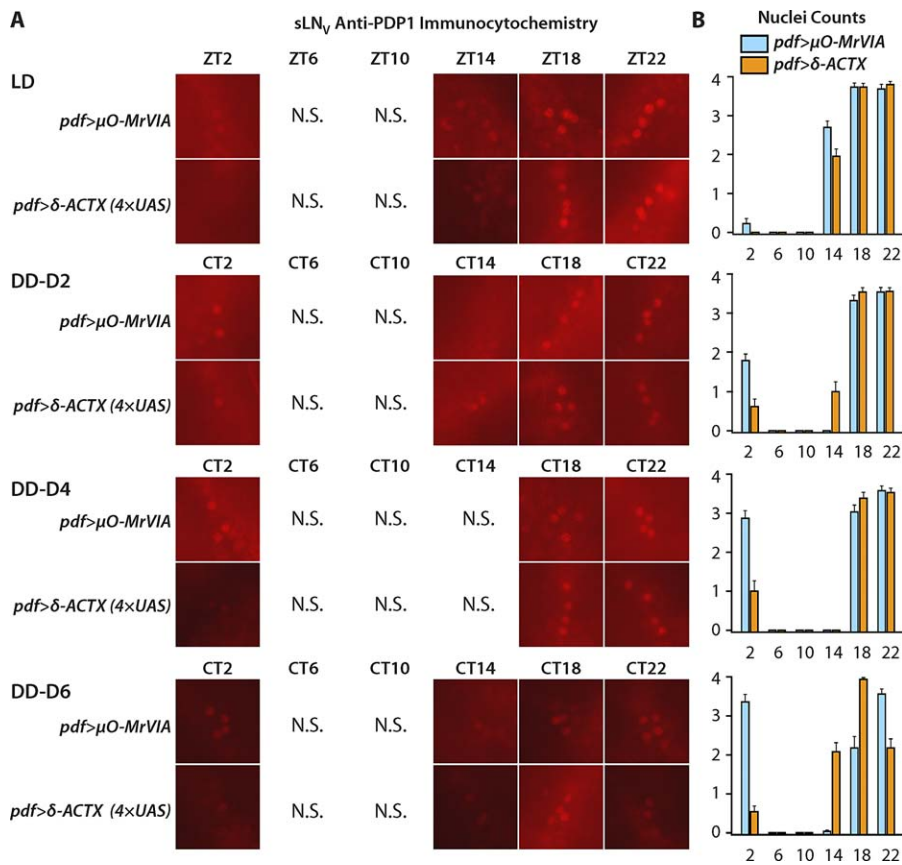 A
sLNV Anti-PDP1 Immunocytochemistry
B
Nuclei Counts
pdf>µO-MrVIA
pdf>δ-ACTX
ZT2 ZT6 ZT10 ZT14 ZT18 ZT22
LD
pdf>µO-MrVIA
N.S. N.S.
pdf>δ-ACTX (4×UAS)
N.S. N.S.
4
3
2
1
0
2 6 10 14 18 22
CT2 CT6 CT10 CT14 CT18 CT22
DD-D2
pdf>µO-MrVIA
N.S. N.S.
pdf>δ-ACTX (4×UAS)
N.S. N.S.
4
3
2
1
0
2 6 10 14 18 22
CT2 CT6 CT10 CT14 CT18 CT22
DD-D4
pdf>µO-MrVIA
N.S. N.S. N.S.
pdf>δ-ACTX (4×UAS)
N.S. N.S. N.S.
4
3
2
1
0
2 6 10 14 18 22
CT2 CT6 CT10 CT14 CT18 CT22
DD-D6
pdf>µO-MrVIA
N.S. N.S.
pdf>δ-ACTX (4×UAS)
N.S. N.S.
4
3
2
1
0
2 6 10 14 18 22